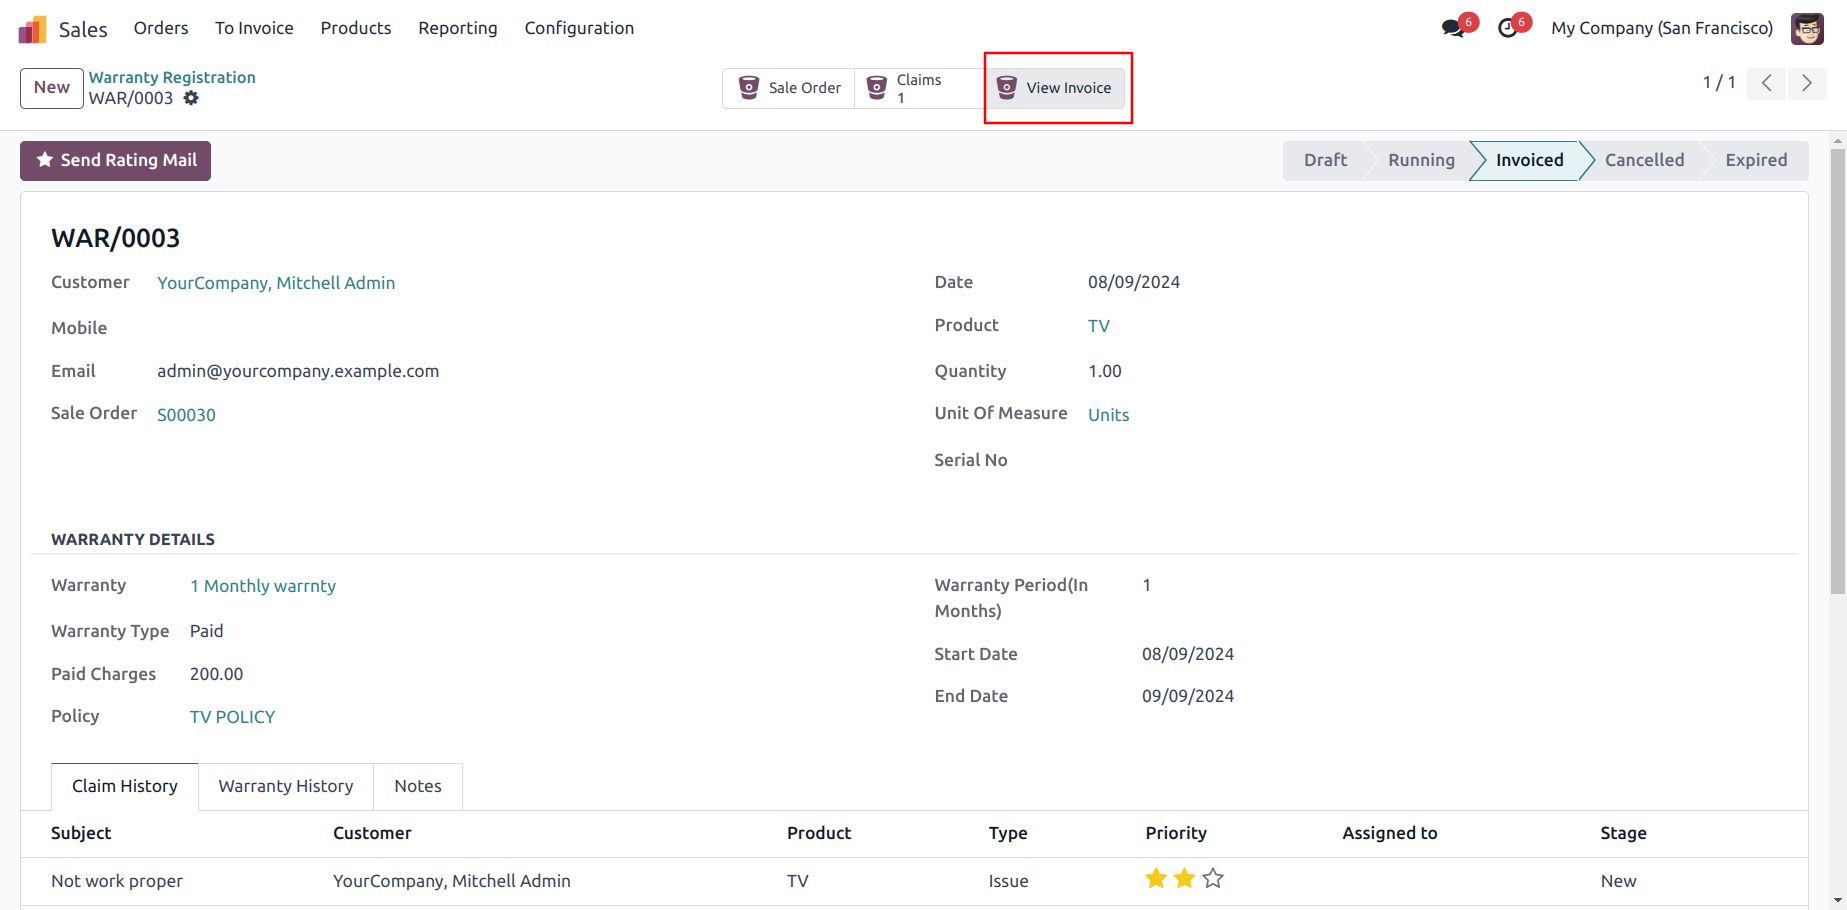 Sales Orders To Invoice Products Reporting Configuration 6 6 My Company (San Francisco)
New Warranty Registration
WAR/0003
Sale Order Claims 1 View Invoice 1 / 1
Send Rating Mail Draft Running Invoiced Cancelled Expired
WAR/0003
Customer YourCompany, Mitchell Admin Date 08/09/2024
Mobile Product TV
Email admin@yourcompany.example.com Quantity 1.00
Sale Order S00030 Unit Of Measure Units
Serial No
WARRANTY DETAILS
Warranty 1 Monthly warrnty Warranty Period(In Months) 1
Warranty Type Paid
Start Date 08/09/2024
Paid Charges 200.00
End Date 09/09/2024
Policy TV POLICY
Claim History Warranty History Notes
Subject Customer Product Type Priority Assigned to Stage
Not work proper YourCompany, Mitchell Admin TV Issue New